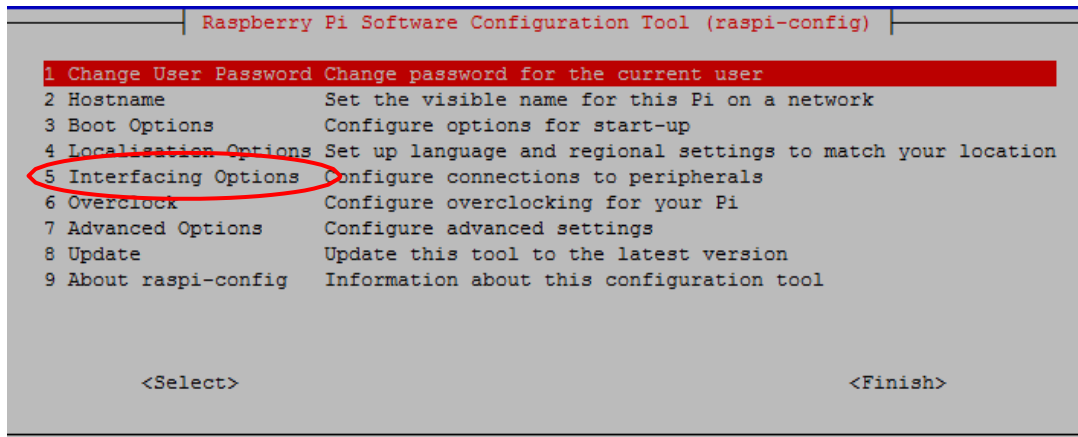 Raspberry Pi Software Configuration Tool (raspi-config)
1 Change User Password Change password for the current user
2 Hostname Set the visible name for this Pi on a network
3 Boot Options Configure options for start-up
4 Localisation Options Set up language and regional settings to match your location
5 Interfacing Options Configure connections to peripherals
6 Overclock Configure overclocking for your Pi
7 Advanced Options Configure advanced settings
8 Update Update this tool to the latest version
9 About raspi-config Information about this configuration tool
<Select> <Finish>